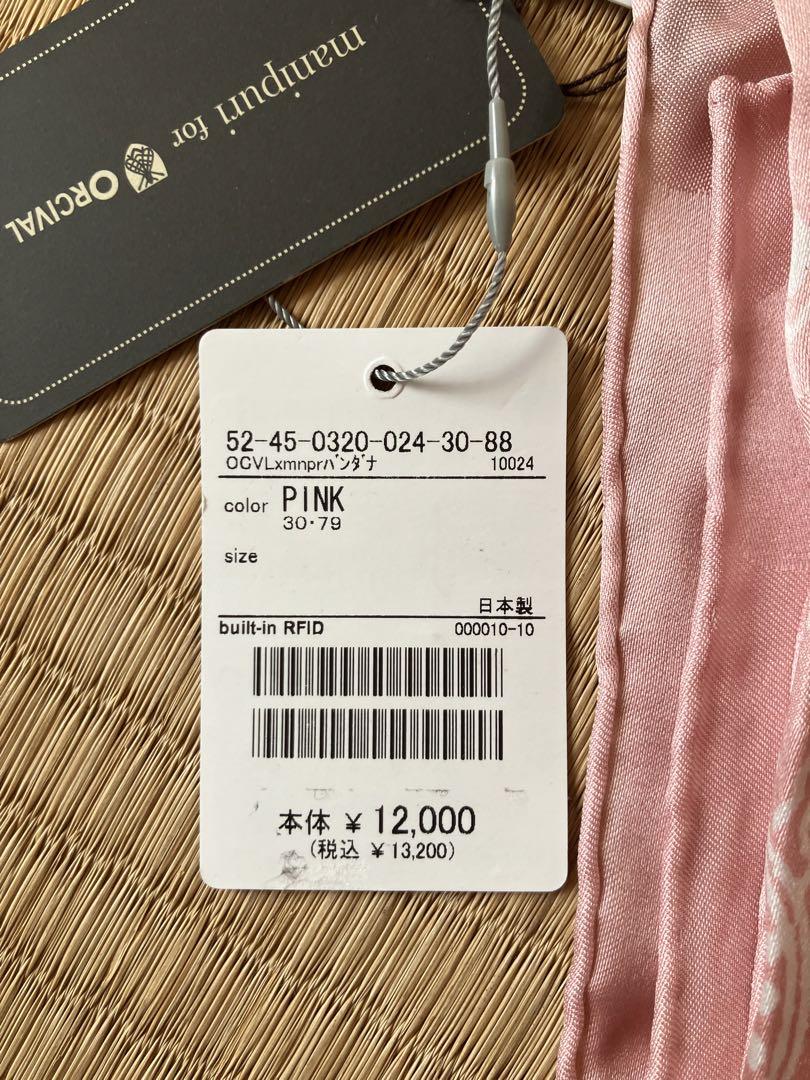 manipuri for ORCIVAL
52-45-0320-024-30-88
OCVLxmnprバンダナ 10024
color PINK
30・79
size
日本製
built-in RFID 000010-10
本体 ¥ 12,000
(税込 ¥ 13,200)